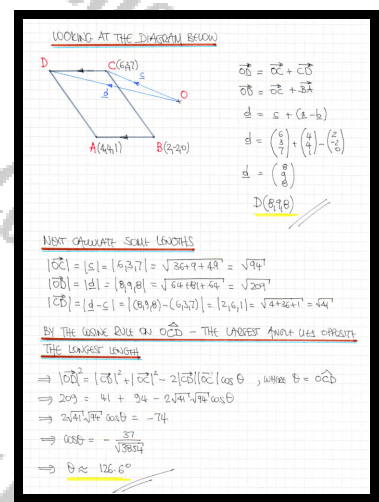 LOOKING AT THE DIAGRAM BELOW
D C(6,3,7) c O d A(4,4,1) B(2,-2,0)
OD = OC + CD
OD = OC + BA
d = c + (a - b)
d = (6 3 7) + (4 4 1) - (2 -2 0)
d = (8 9 8)
D(8,9,8)
NEXT CALCULATE SOME LENGTHS
|OC| = |c| = |6,3,7| = √36+9+49 = √94
|OD| = |d| = |8,9,8| = √64+81+64 = √209
|CD| = |d - c| = |(8,9,8)-(6,3,7)| = |2,6,1| = √4+36+1 = √41
BY THE COSINE RULE ON OCD - THE LARGEST ANGLE LIES OPPOSITE
THE LONGEST LENGTH
⇒ |OD|² = |CD|² + |OC|² - 2|CD||OC| cos θ , WHERE θ = OCD
⇒ 209 = 41 + 94 - 2√41 √94 cos θ
⇒ 2√41 √94 cos θ = -74
⇒ cos θ = - 37/√3854
⇒ θ ≈ 126.6°